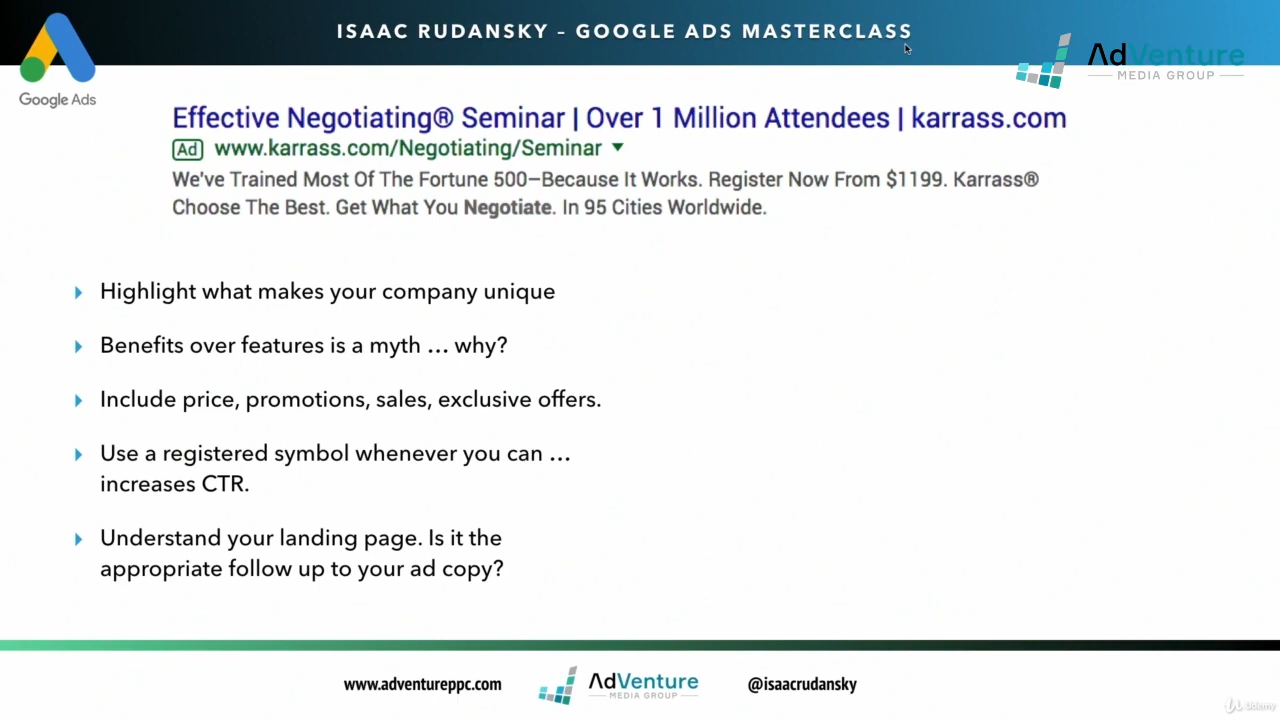 ISAAC RUDANSKY – GOOGLE ADS MASTERCLASS
AdVenture
MEDIA GROUP
Google Ads
Effective Negotiating® Seminar | Over 1 Million Attendees | karrass.com
Ad www.karrass.com/Negotiating/Seminar
We've Trained Most Of The Fortune 500–Because It Works. Register Now From $1199. Karrass®
Choose The Best. Get What You Negotiate. In 95 Cities Worldwide.
Highlight what makes your company unique
Benefits over features is a myth … why?
Include price, promotions, sales, exclusive offers.
Use a registered symbol whenever you can …
increases CTR.
Understand your landing page. Is it the
appropriate follow up to your ad copy?
www.adventureppc.com
AdVenture
MEDIA GROUP
@isaacrudansky
Udemy